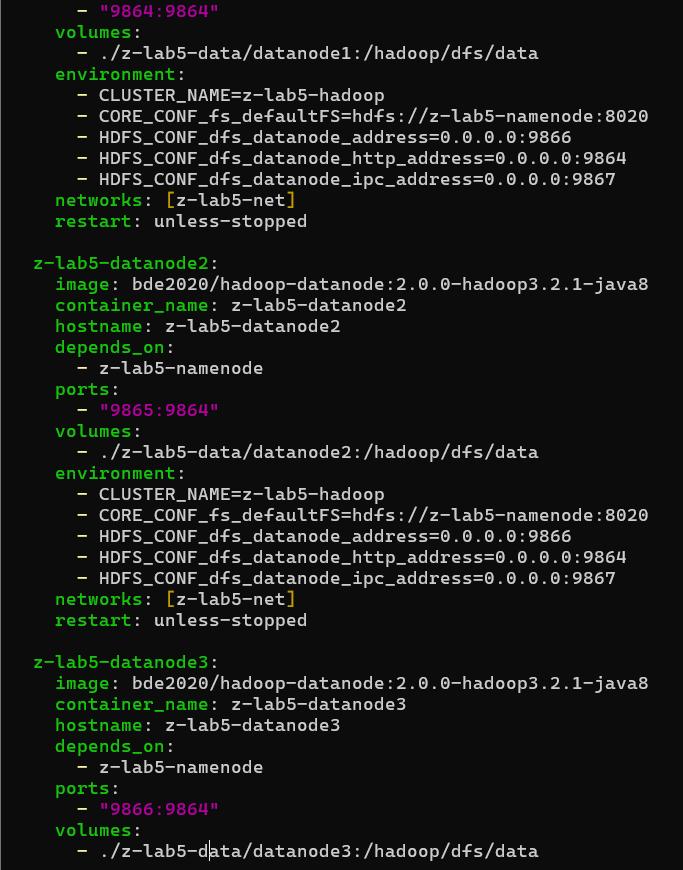 - "9864:9864"
volumes:
- ./z-lab5-data/datanode1:/hadoop/dfs/data
environment:
- CLUSTER_NAME=z-lab5-hadoop
- CORE_CONF_fs_defaultFS=hdfs://z-lab5-namenode:8020
- HDFS_CONF_dfs_datanode_address=0.0.0.0:9866
- HDFS_CONF_dfs_datanode_http_address=0.0.0.0:9864
- HDFS_CONF_dfs_datanode_ipc_address=0.0.0.0:9867
networks: [z-lab5-net]
restart: unless-stopped
z-lab5-datanode2:
image: bde2020/hadoop-datanode:2.0.0-hadoop3.2.1-java8
container_name: z-lab5-datanode2
hostname: z-lab5-datanode2
depends_on:
- z-lab5-namenode
ports:
- "9865:9864"
volumes:
- ./z-lab5-data/datanode2:/hadoop/dfs/data
environment:
- CLUSTER_NAME=z-lab5-hadoop
- CORE_CONF_fs_defaultFS=hdfs://z-lab5-namenode:8020
- HDFS_CONF_dfs_datanode_address=0.0.0.0:9866
- HDFS_CONF_dfs_datanode_http_address=0.0.0.0:9864
- HDFS_CONF_dfs_datanode_ipc_address=0.0.0.0:9867
networks: [z-lab5-net]
restart: unless-stopped
z-lab5-datanode3:
image: bde2020/hadoop-datanode:2.0.0-hadoop3.2.1-java8
container_name: z-lab5-datanode3
hostname: z-lab5-datanode3
depends_on:
- z-lab5-namenode
ports:
- "9866:9864"
volumes:
- ./z-lab5-data/datanode3:/hadoop/dfs/data